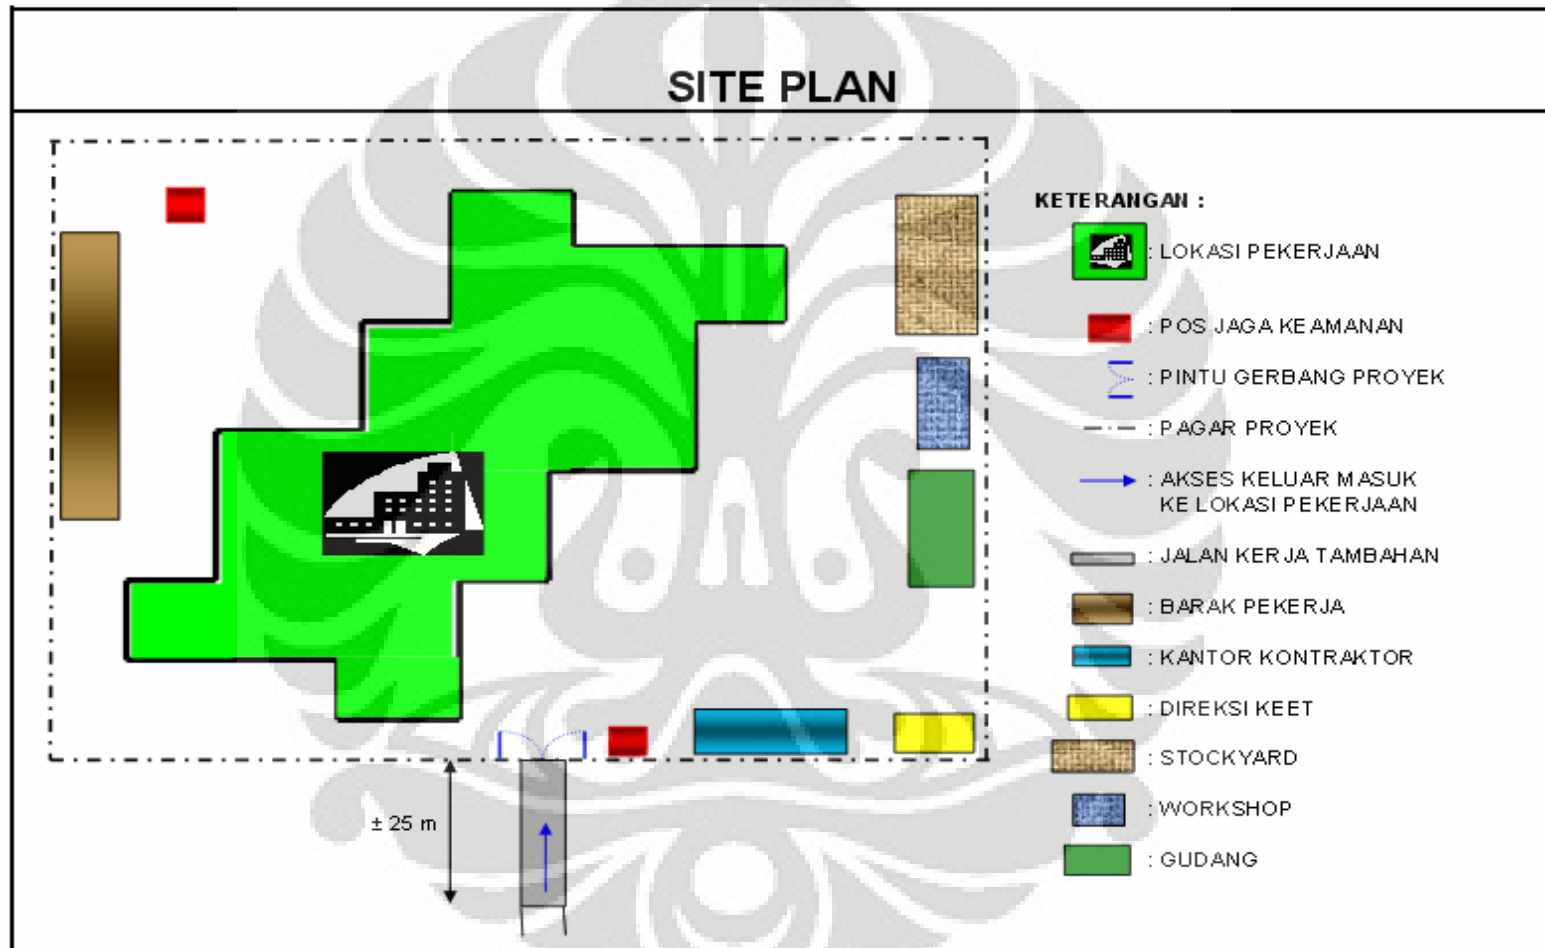 SITE PLAN
KETERANGAN :
: LOKASI PEKERJAAN
: POS JAGA KEAMANAN
: PINTU GERBANG PROYEK
: PAGAR PROYEK
: AKSES KELUAR MASUK
KE LOKASI PEKERJAAN
: JALAN KERJA TAMBAHAN
: BARAK PEKERJA
: KANTOR KONTRAKTOR
: DIREKSI KEET
: STOCKYARD
: WORKSHOP
: GUDANG
± 25 m